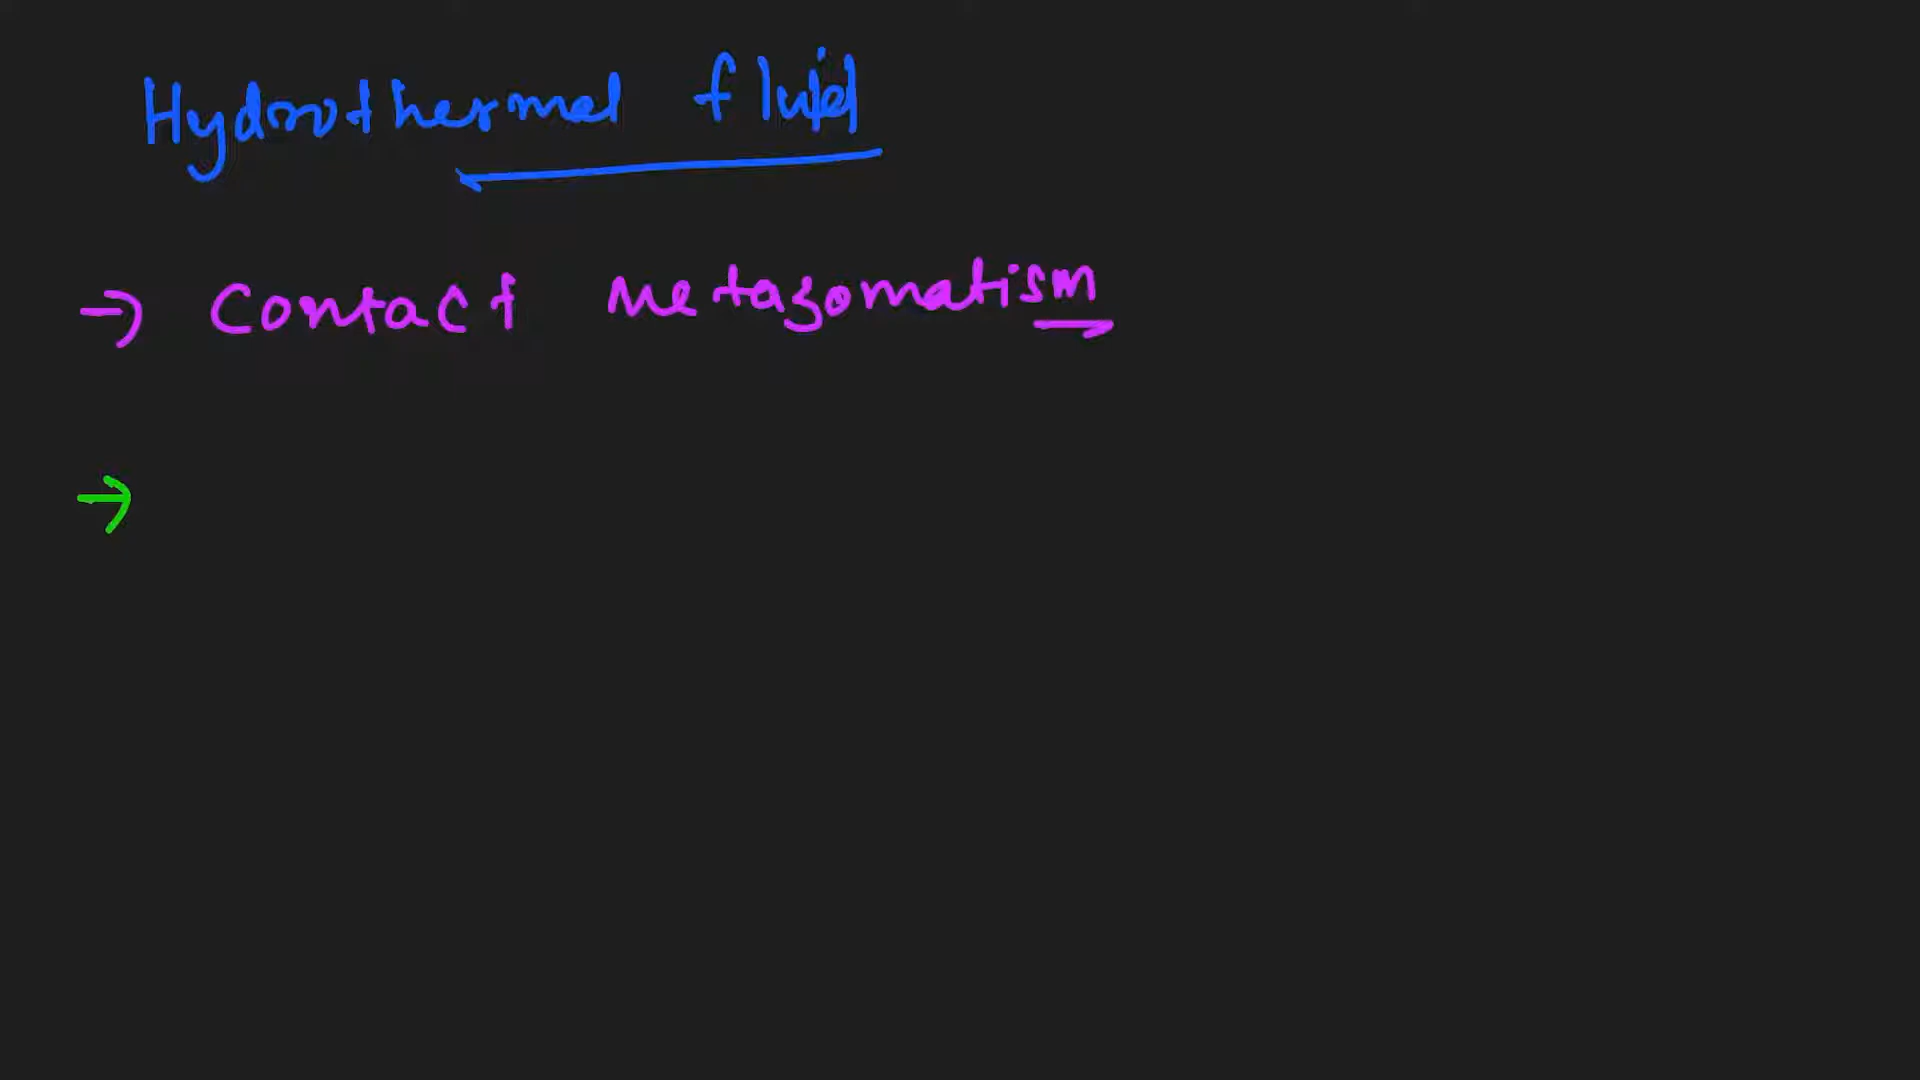 Hydrothermal fluid
→ Contact Metasomatism
→